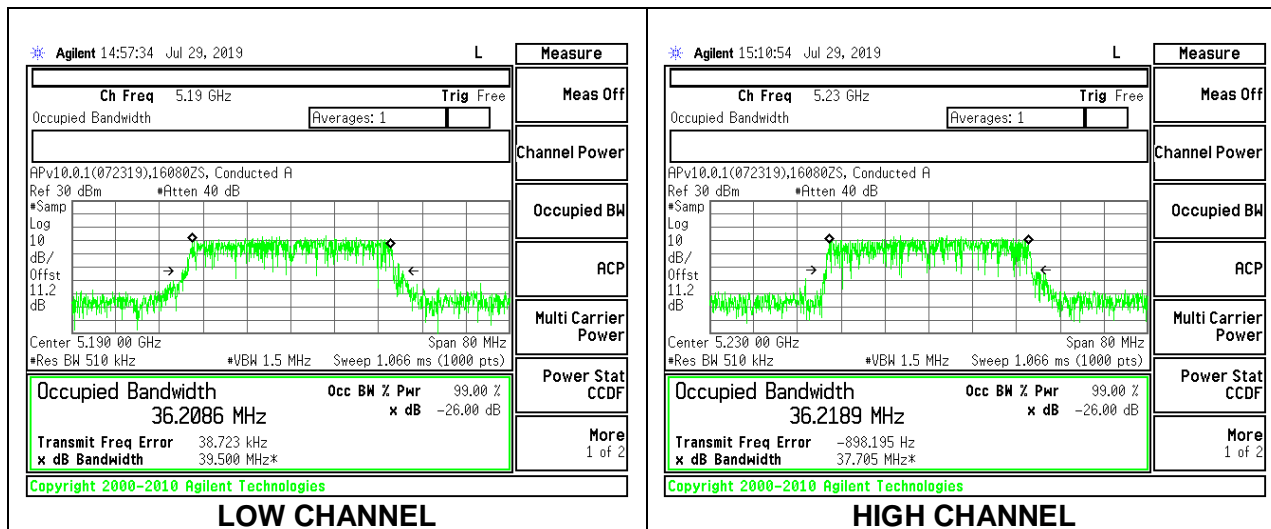 Agilent 14:57:34 Jul 29, 2019 L
Measure
Ch Freq 5.19 GHz Trig Free
Meas Off
Occupied Bandwidth Averages: 1
Channel Power
APv10.0.1(072319),16080ZS, Conducted A
Ref 30 dBm #Atten 40 dB
#Samp
Occupied BW
Log
10
dB/
ACP
Offst
11.2
dB
Multi Carrier
Power
Center 5.190 00 GHz Span 80 MHz
#Res BW 510 kHz #VBW 1.5 MHz Sweep 1.066 ms (1000 pts)
Power Stat
CCDF
Occupied Bandwidth Occ BW % Pwr 99.00 %
36.2086 MHz x dB -26.00 dB
Transmit Freq Error 38.723 kHz
x dB Bandwidth 39.500 MHz*
More
1 of 2
Copyright 2000-2010 Agilent Technologies
LOW CHANNEL
Agilent 15:10:54 Jul 29, 2019 L
Measure
Ch Freq 5.23 GHz Trig Free
Meas Off
Occupied Bandwidth Averages: 1
Channel Power
APv10.0.1(072319),16080ZS, Conducted A
Ref 30 dBm #Atten 40 dB
#Samp
Occupied BW
Log
10
dB/
ACP
Offst
11.2
dB
Multi Carrier
Power
Center 5.230 00 GHz Span 80 MHz
#Res BW 510 kHz #VBW 1.5 MHz Sweep 1.066 ms (1000 pts)
Power Stat
CCDF
Occupied Bandwidth Occ BW % Pwr 99.00 %
36.2189 MHz x dB -26.00 dB
Transmit Freq Error -898.195 Hz
x dB Bandwidth 37.705 MHz*
More
1 of 2
Copyright 2000-2010 Agilent Technologies
HIGH CHANNEL